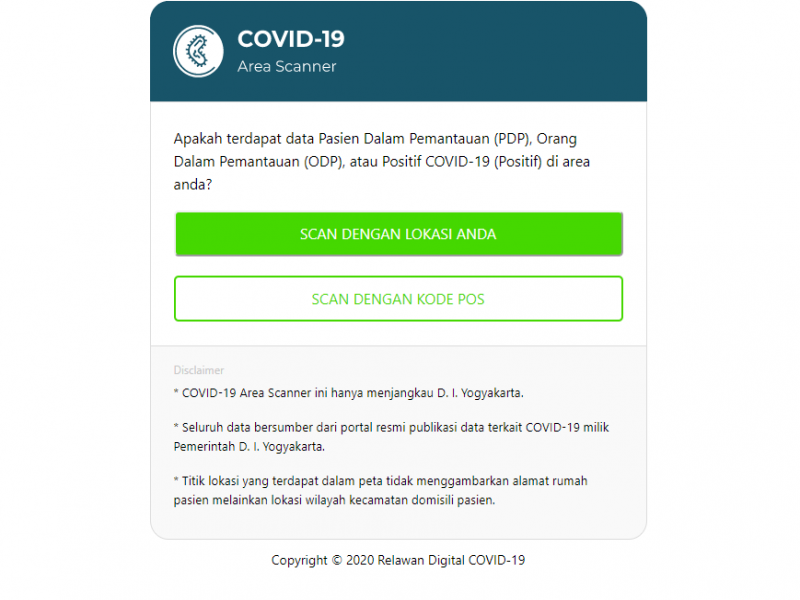 COVID-19
Area Scanner
Apakah terdapat data Pasien Dalam Pemantauan (PDP), Orang
Dalam Pemantauan (ODP), atau Positif COVID-19 (Positif) di area
anda?
SCAN DENGAN LOKASI ANDA
SCAN DENGAN KODE POS
Disclaimer
* COVID-19 Area Scanner ini hanya menjangkau D. I. Yogyakarta.
* Seluruh data bersumber dari portal resmi publikasi data terkait COVID-19 milik
Pemerintah D. I. Yogyakarta.
* Titik lokasi yang terdapat dalam peta tidak menggambarkan alamat rumah
pasien melainkan lokasi wilayah kecamatan domisili pasien.
Copyright © 2020 Relawan Digital COVID-19